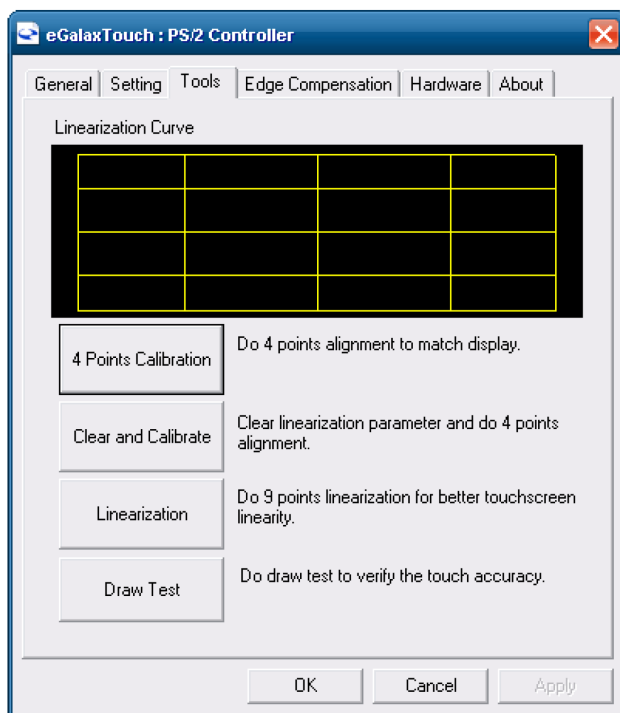 eGalaxTouch : PS/2 Controller
General Setting Tools Edge Compensation Hardware About
Linearization Curve
4 Points Calibration
Do 4 points alignment to match display.
Clear and Calibrate
Clear linearization parameter and do 4 points
alignment.
Linearization
Do 9 points linearization for better touchscreen
linearity.
Draw Test
Do draw test to verify the touch accuracy.
OK Cancel Apply